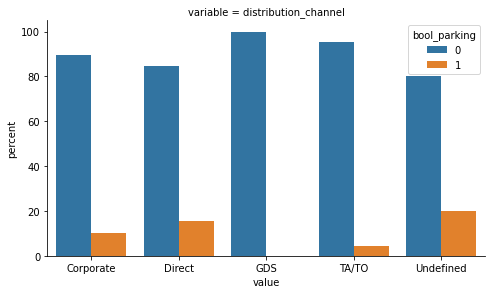 variable = distribution_channel
bool_parking
0
1
100
80
60
40
20
0
percent
Corporate Direct GDS TA/TO Undefined
value